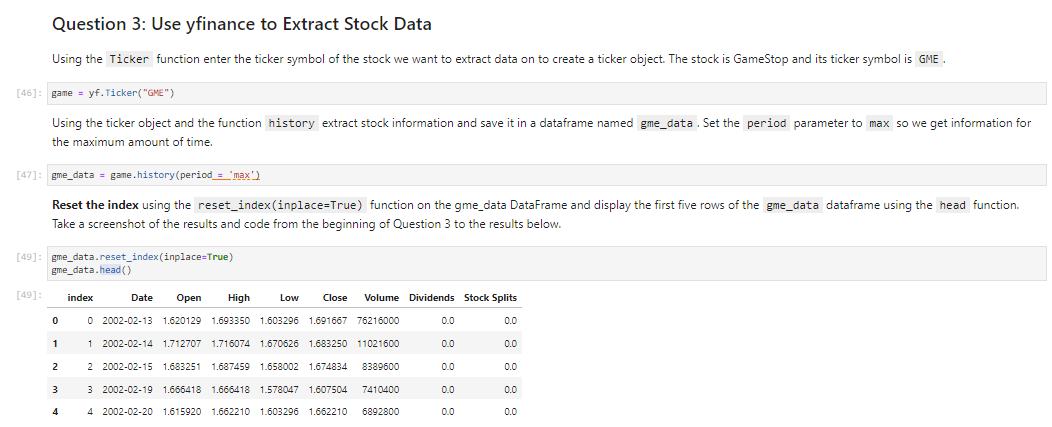 Question 3: Use yfinance to Extract Stock Data
Using the Ticker function enter the ticker symbol of the stock we want to extract data on to create a ticker object. The stock is GameStop and its ticker symbol is GME.
[46]: game = yf.Ticker("GME")
Using the ticker object and the function history extract stock information and save it in a dataframe named gme_data. Set the period parameter to max so we get information for
the maximum amount of time.
[47]: gme_data = game.history(period = 'max')
Reset the index using the reset_index(inplace=True) function on the gme_data DataFrame and display the first five rows of the gme_data dataframe using the head function.
Take a screenshot of the results and code from the beginning of Question 3 to the results below.
[49]: gme_data.reset_index(inplace=True)
gme_data.head()
[49]: index Date Open High Low Close Volume Dividends Stock Splits
0 0 2002-02-13 1.620129 1.693350 1.603296 1.691667 76216000 0.0 0.0
1 1 2002-02-14 1.712707 1.716074 1.670626 1.683250 11021600 0.0 0.0
2 2 2002-02-15 1.683251 1.687459 1.658002 1.674834 8389600 0.0 0.0
3 3 2002-02-19 1.666418 1.666418 1.578047 1.607504 7410400 0.0 0.0
4 4 2002-02-20 1.615920 1.662210 1.603296 1.662210 6892800 0.0 0.0